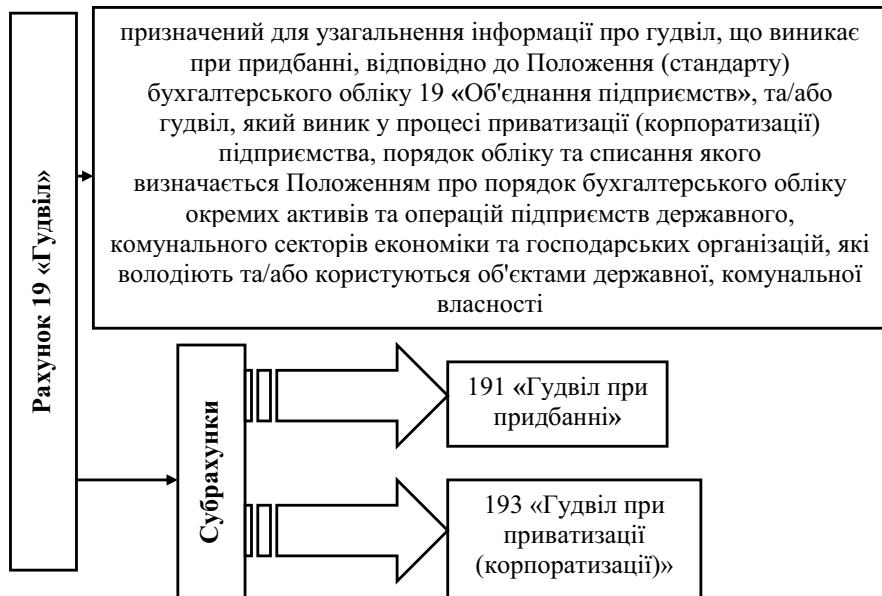 Рахунок 19 «Гудвіл»
призначений для узагальнення інформації про гудвіл, що виникає
при придбанні, відповідно до Положення (стандарту)
бухгалтерського обліку 19 «Об'єднання підприємств», та/або
гудвіл, який виник у процесі приватизації (корпоратизації)
підприємства, порядок обліку та списання якого
визначається Положенням про порядок бухгалтерського обліку
окремих активів та операцій підприємств державного,
комунального секторів економіки та господарських організацій, які
володіють та/або користуються об'єктами державної, комунальної
власності
Субрахунки
191 «Гудвіл при
придбанні»
193 «Гудвіл при
приватизації
(корпоратизації)»